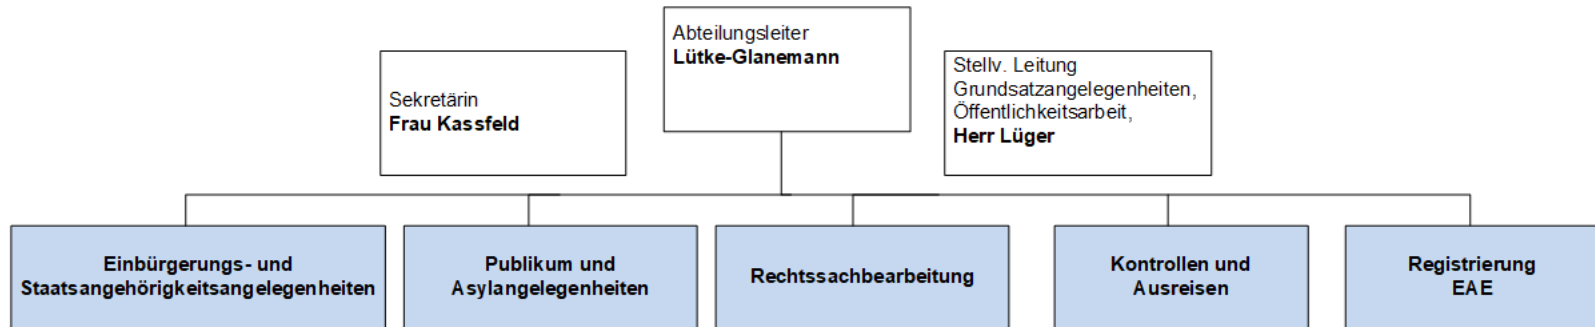 Abteilungsleiter
Lütke-Glanemann
Sekretärin
Frau Kassfeld
Stellv. Leitung
Grundsatzangelegenheiten,
Öffentlichkeitsarbeit,
Herr Lüger
Einbürgerungs- und
Staatsangehörigkeitsangelegenheiten
Publikum und
Asylangelegenheiten
Rechtssachbearbeitung
Kontrollen und
Ausreisen
Registrierung
EAE